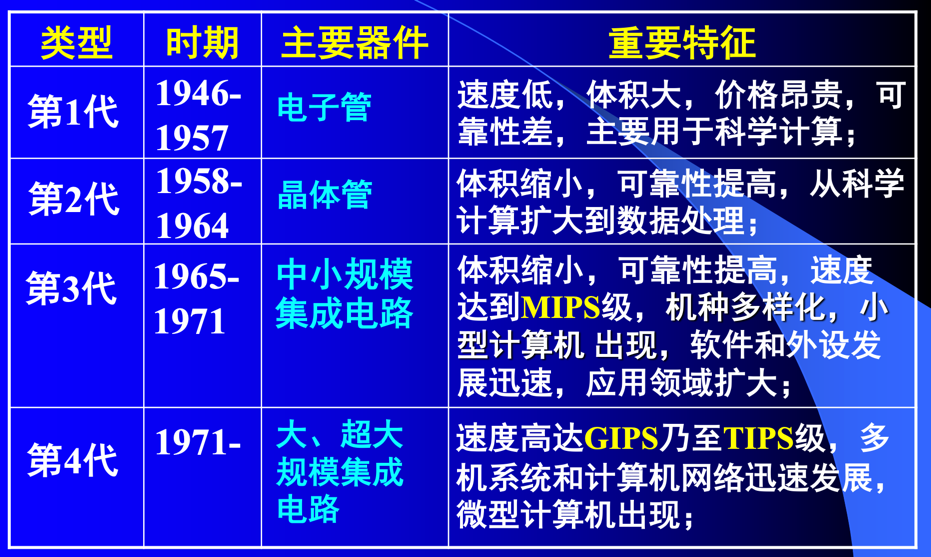 类型 时期 主要器件 重要特征
第1代
1946-
1957
电子管
速度低，体积大，价格昂贵，可
靠性差，主要用于科学计算；
第2代
1958-
1964
晶体管
体积缩小，可靠性提高，从科学
计算扩大到数据处理；
第3代
1965-
1971
中小规模
集成电路
体积缩小，可靠性提高，速度
达到MIPS级，机种多样化，小
型计算机 出现，软件和外设发
展迅速，应用领域扩大；
第4代
1971-
大、超大
规模集成
电路
速度高达GIPS乃至TIPS级，多
机系统和计算机网络迅速发展，
微型计算机出现；